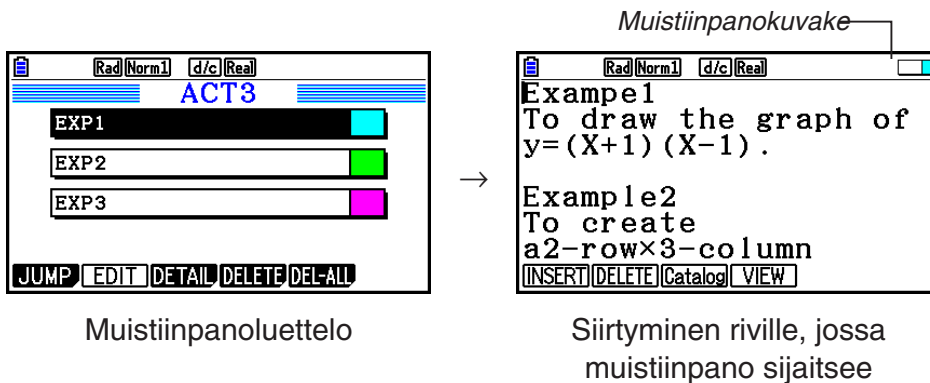 Muistiinpanokuvake
Rad Norm1 d/c Real
ACT3
EXP1
EXP2
EXP3
JUMP EDIT DETAIL DELETE DEL-ALL
Muistiinpanoluettelo
→
Rad Norm1 d/c Real
Exampe1
To draw the graph of
y=(X+1)(X−1).
Example2
To create
a2−row×3−column
INSERT DELETE Catalog VIEW
Siirtyminen riville, jossa
muistiinpano sijaitsee